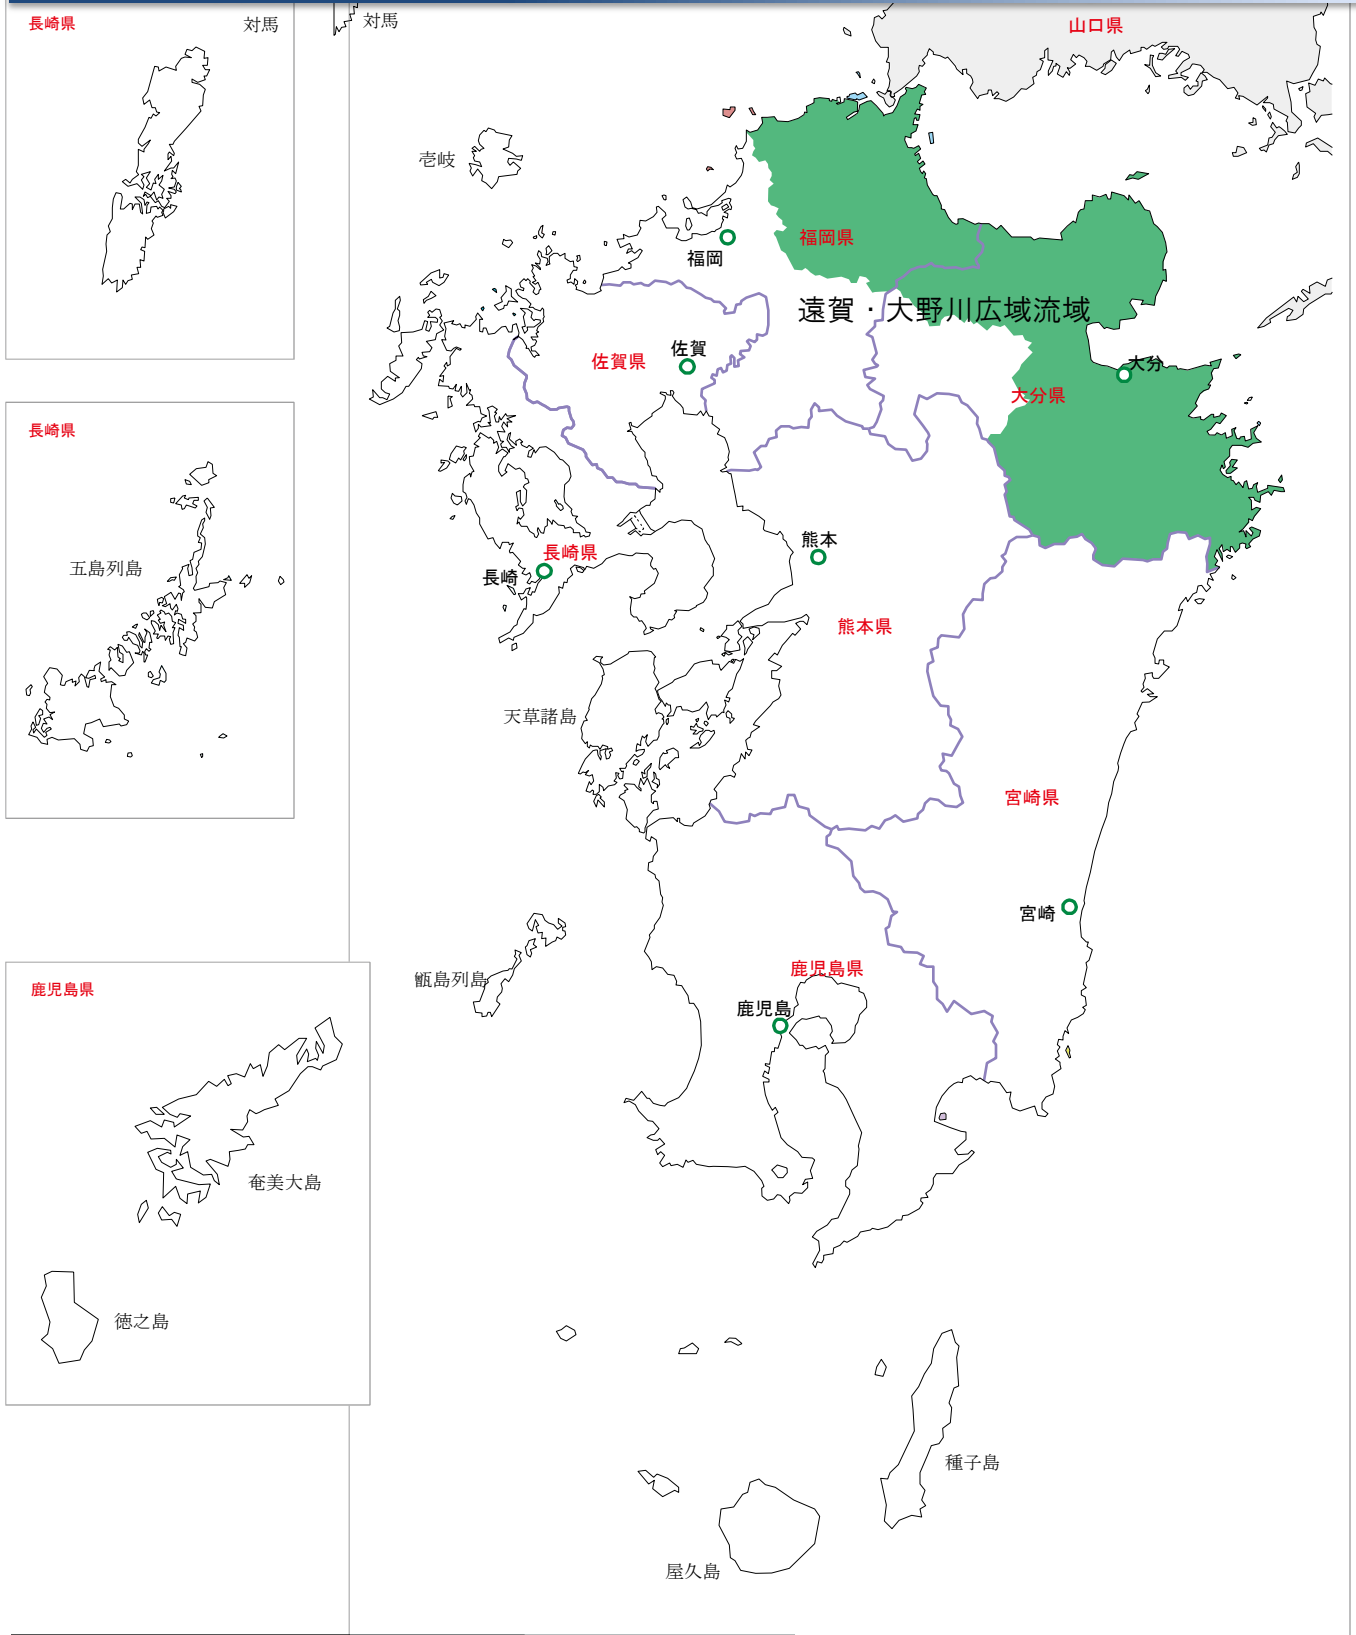 長崎県
対馬
対馬
山口県
壱岐
福岡県
福岡
遠賀・大野川広域流域
佐賀
佐賀県
大分
大分県
長崎県
五島列島
熊本
長崎県
長崎
熊本県
天草諸島
宮崎県
宮崎
鹿児島県
甑島列島
鹿児島県
鹿児島
奄美大島
徳之島
種子島
屋久島